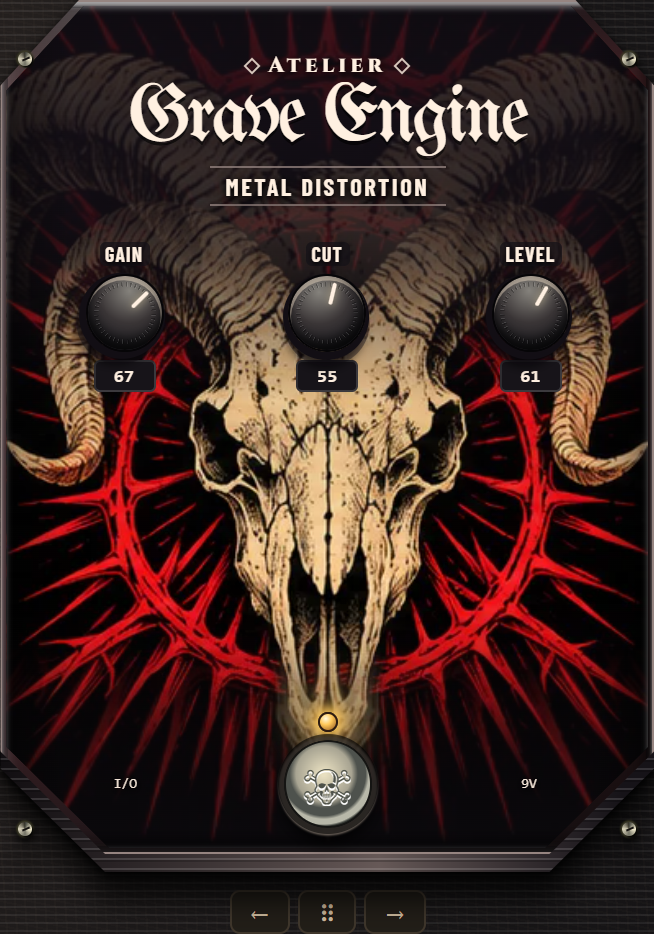 ATELIER
Grave Engine
METAL DISTORTION
GAIN CUT LEVEL
67 55 61
I/O 9V
← →